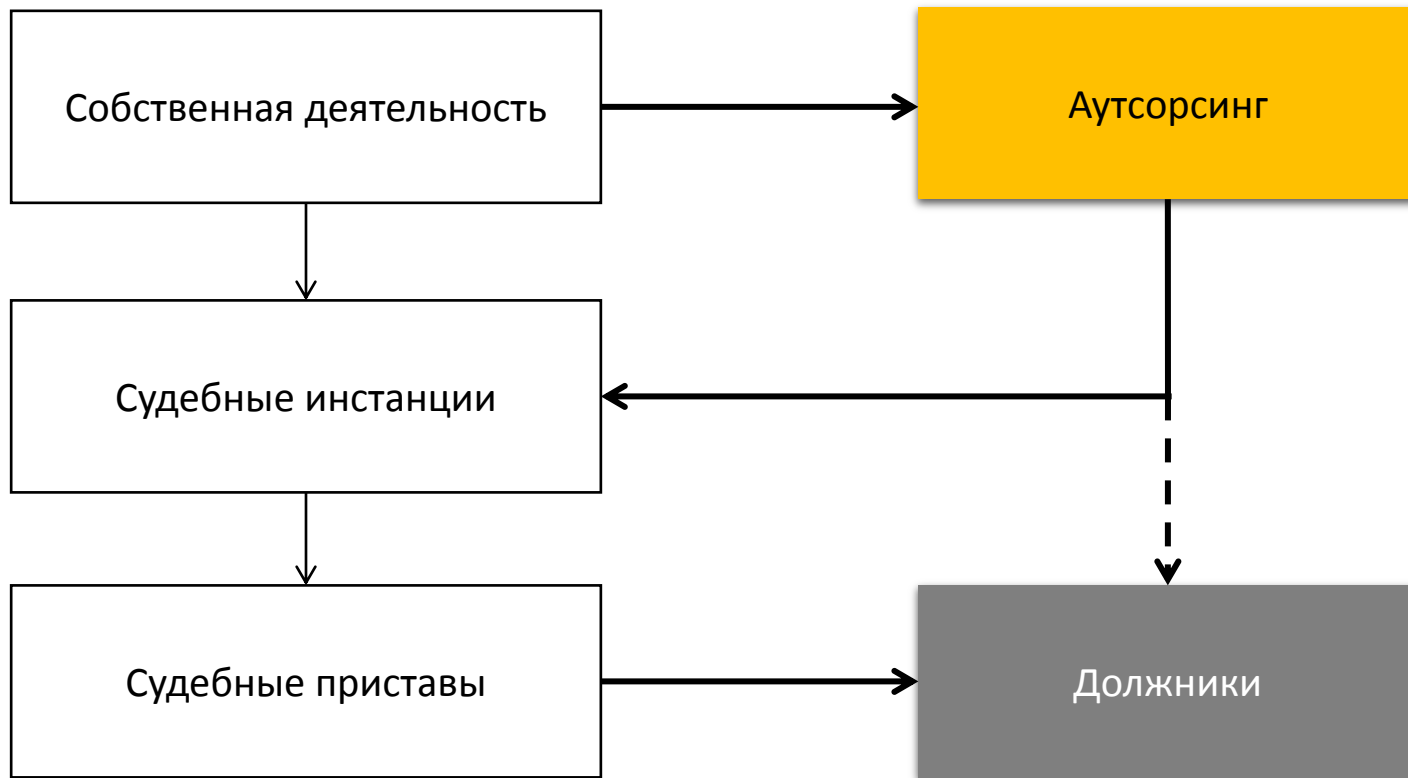 Собственная деятельность
Аутсорсинг
Судебные инстанции
Судебные приставы
Должники